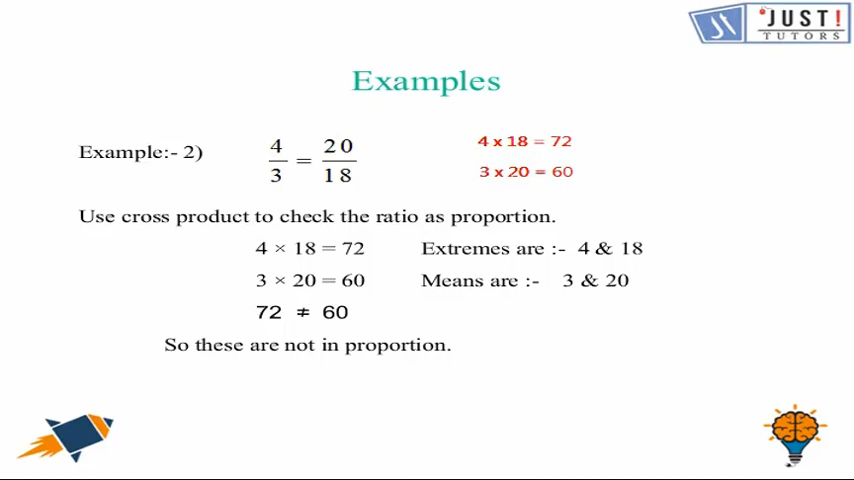 JUST!
TUTORS
Examples
Example:- 2) 4/3 = 20/18
4 x 18 = 72
3 x 20 = 60
Use cross product to check the ratio as proportion.
4 × 18 = 72 Extremes are :- 4 & 18
3 × 20 = 60 Means are :- 3 & 20
72 ≠ 60
So these are not in proportion.